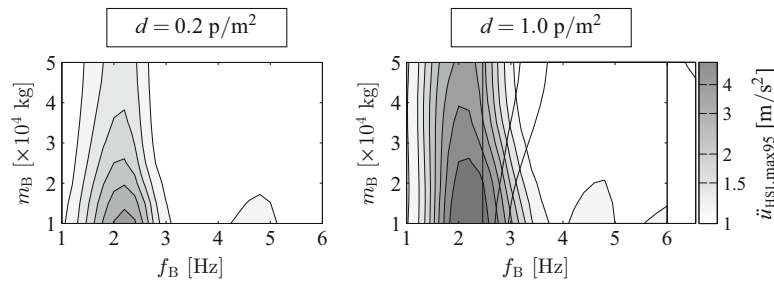 d = 0.2 p/m²
d = 1.0 p/m²
5
4
3
2
1
m_B [×10⁴ kg]
1 2 3 4 5 6
f_B [Hz]
5
4
3
2
1
m_B [×10⁴ kg]
1 2 3 4 5 6
f_B [Hz]
4
3
2
1.5
1
ü_HSI,max95 [m/s²]